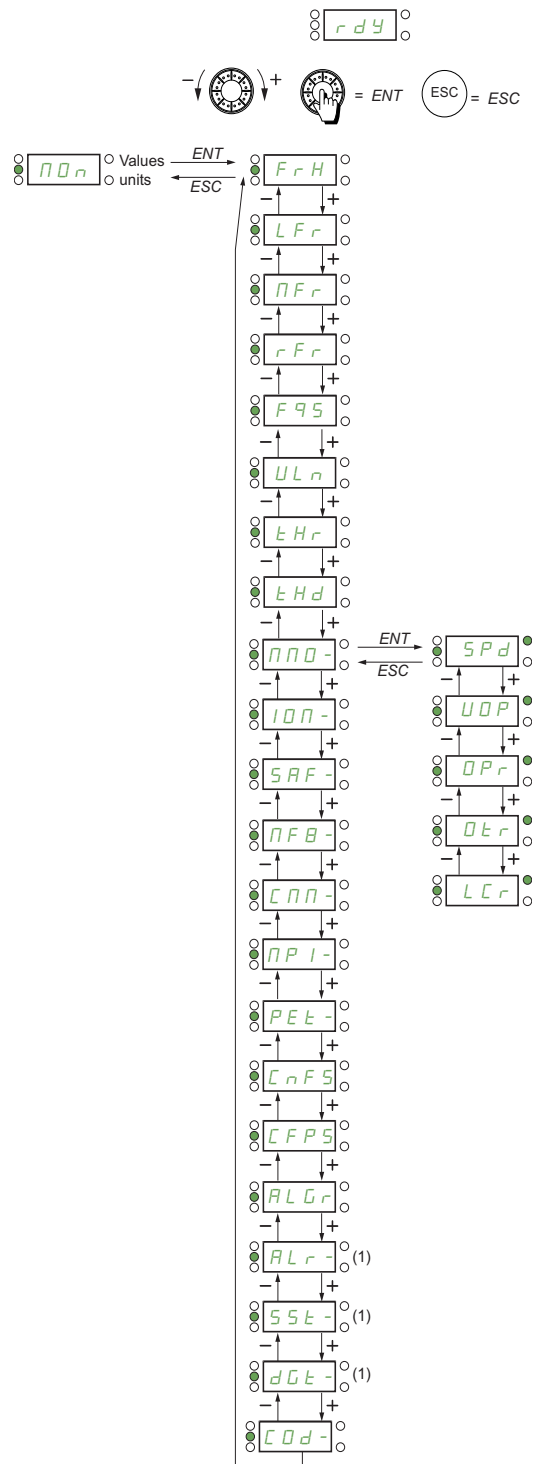 rdY
- + = ENT ESC = ESC
MOn Values units ENT ESC FrH
- +
LFr
- +
MFr
- +
rFr
- +
FqS
- +
ULn
- +
tHr
- +
tHd
- +
MMO- ENT ESC SPd
- +
IOM- UOP
- +
SAF- OPr
- +
MFB- Otr
- +
CMM- LCr
- +
MPI-
- +
PEt-
- +
CnFS
- +
CFPS
- +
ALGr
- +
ALr- (1)
- +
SSt- (1)
- +
dGt- (1)
- +
COd-